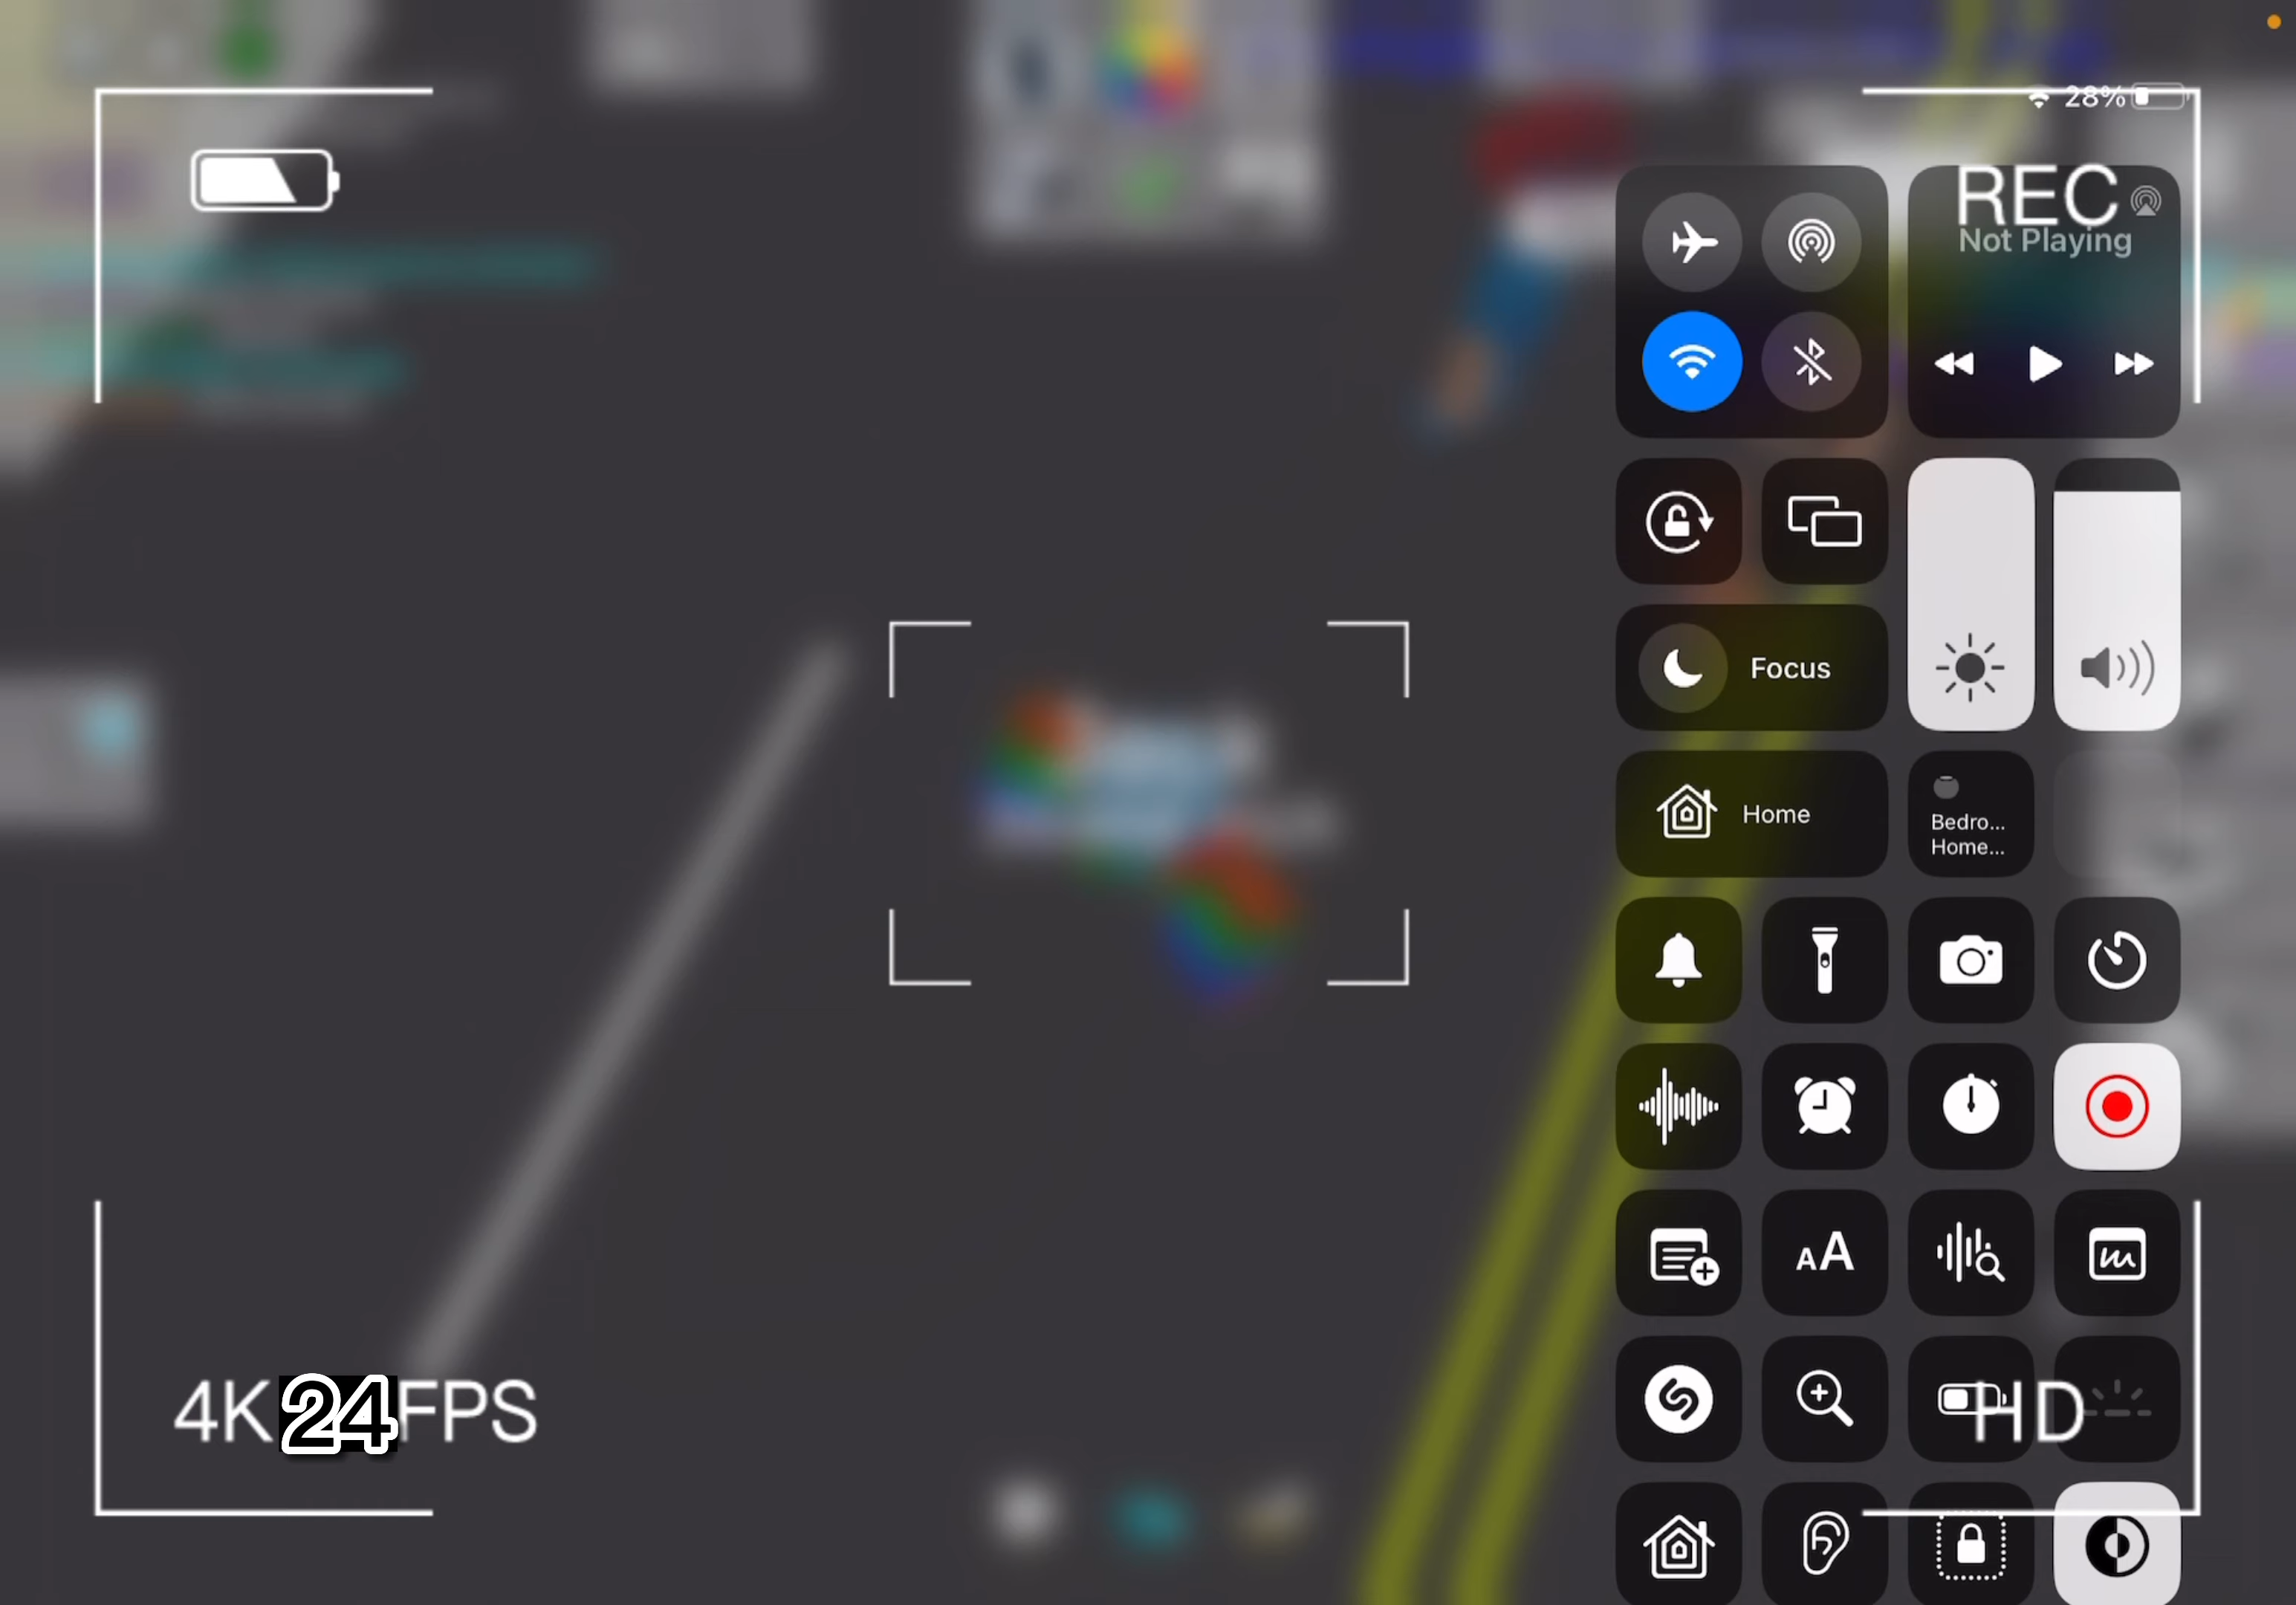 28%
REC
Not Playing
Focus
Home
Bedro...
Home...
AA
4K 24 FPS
HD